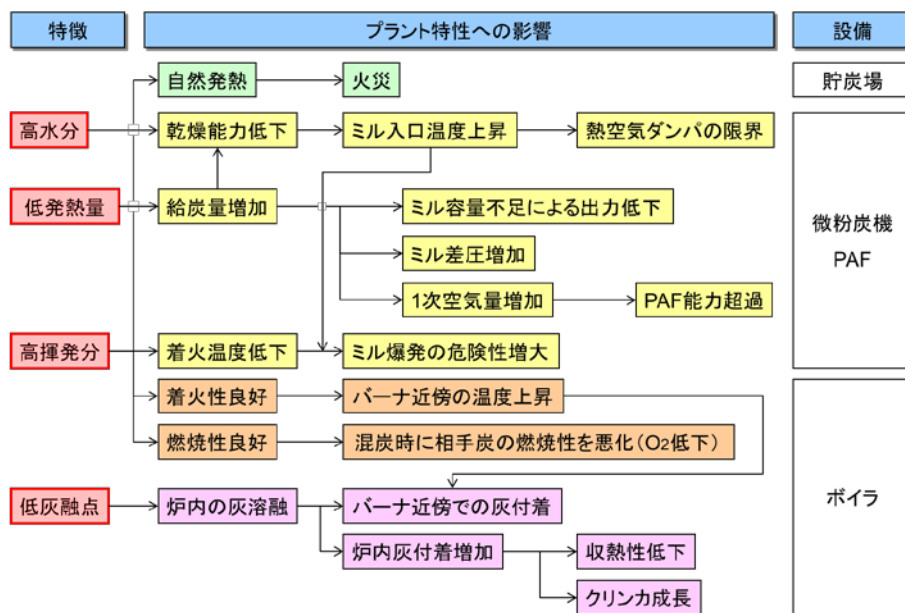 特徴
プラント特性への影響
設備
自然発熱
火災
貯炭場
高水分
乾燥能力低下
ミル入口温度上昇
熱空気ダンパの限界
低発熱量
給炭量増加
ミル容量不足による出力低下
微粉炭機
PAF
ミル差圧増加
1次空気量増加
PAF能力超過
高揮発分
着火温度低下
ミル爆発の危険性増大
着火性良好
バーナ近傍の温度上昇
燃焼性良好
混炭時に相手炭の燃焼性を悪化（O2低下）
低灰融点
炉内の灰溶融
バーナ近傍での灰付着
ボイラ
炉内灰付着増加
収熱性低下
クリンカ成長